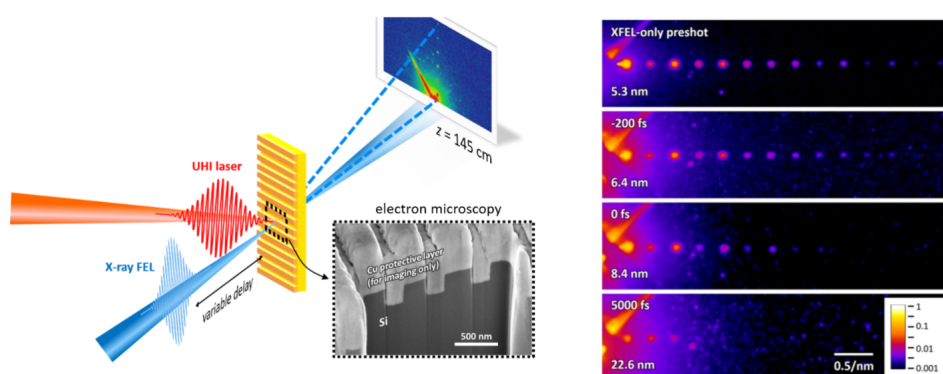 UHI laser
X-ray FEL
variable delay
z = 145 cm
electron microscopy
Cu protective layer
(for imaging only)
Si
500 nm
XFEL-only preshot
5.3 nm
-200 fs
6.4 nm
0 fs
8.4 nm
5000 fs
22.6 nm
0.5/nm
1
0.1
0.01
0.001